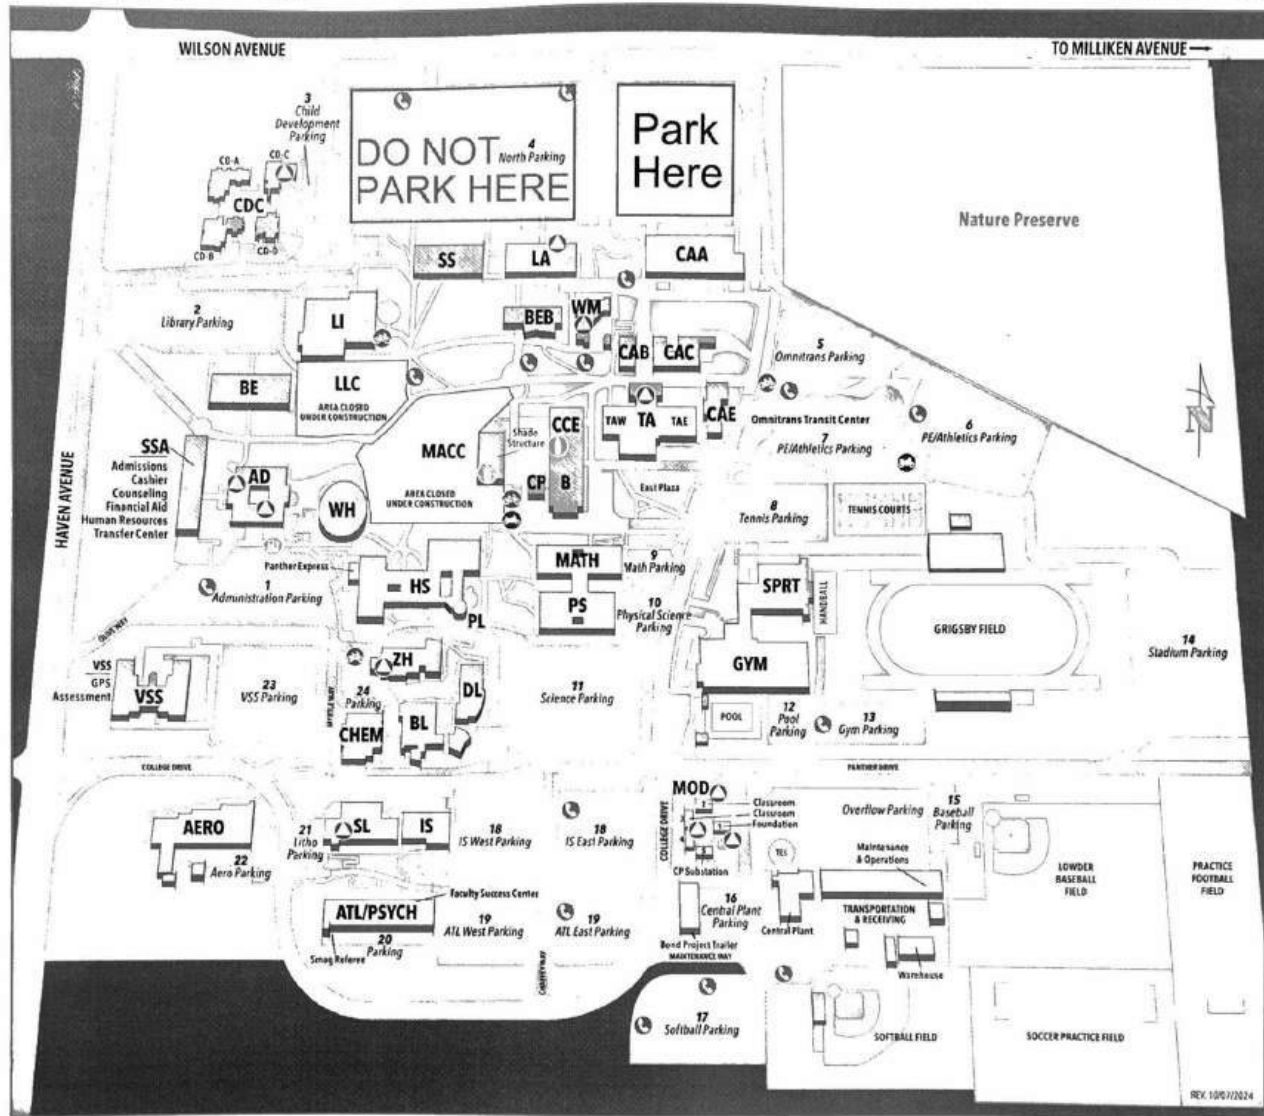 WILSON AVENUE
TO MILLIKEN AVENUE
3
Child
Development
Parking
CD-A
CD-C
CDC
CD-B
CD-D
DO NOT
PARK HERE
4
North Parking
Park
Here
Nature Preserve
SS
LA
CAA
2
Library Parking
LI
BEB
WM
CAB
CAC
5
Omnitrans Parking
BE
LLC
AREA CLOSED
UNDER CONSTRUCTION
MACC
AREA CLOSED
UNDER CONSTRUCTION
Shade
Structure
CCE
CP
B
TAW
TA
TAE
CAE
Omnitrans Transit Center
7
PE/Athletics Parking
6
PE/Athletics Parking
East Plaza
HAVEN AVENUE
SSA
Admissions
Cashier
Counseling
Financial Aid
Human Resources
Transfer Center
AD
WH
8
Tennis Parking
TENNIS COURTS
N
Panther Express
1
Administration Parking
HS
PL
MATH
9
Math Parking
PS
10
Physical Science
Parking
SPRT
HANDBALL
GRIGSBY FIELD
14
Stadium Parking
VSS
GPS
Assessment
VSS
23
VSS Parking
MYRTLE WAY
ZH
24
Parking
CHEM
BL
DL
11
Science Parking
GYM
POOL
12
Pool
Parking
13
Gym Parking
COLLEGE DRIVE
PANTHER DRIVE
AERO
22
Aero Parking
21
Litho
Parking
SL
IS
18
IS West Parking
18
IS East Parking
COLLEGE DRIVE
MOD
Classroom
Classroom
Foundation
CP Substation
TES
Overflow Parking
15
Baseball
Parking
Maintenance
& Operations
LOWDER
BASEBALL
FIELD
PRACTICE
FOOTBALL
FIELD
Faculty Success Center
ATL/PSYCH
Smog Referee
20
Parking
19
ATL West Parking
19
ATL East Parking
16
Central Plant
Parking
Bond Project Trailer
MAINTENANCE WAY
Central Plant
TRANSPORTATION
& RECEIVING
Warehouse
CHAFFEY WAY
17
Softball Parking
SOFTBALL FIELD
SOCCER PRACTICE FIELD
REV. 10/07/2024